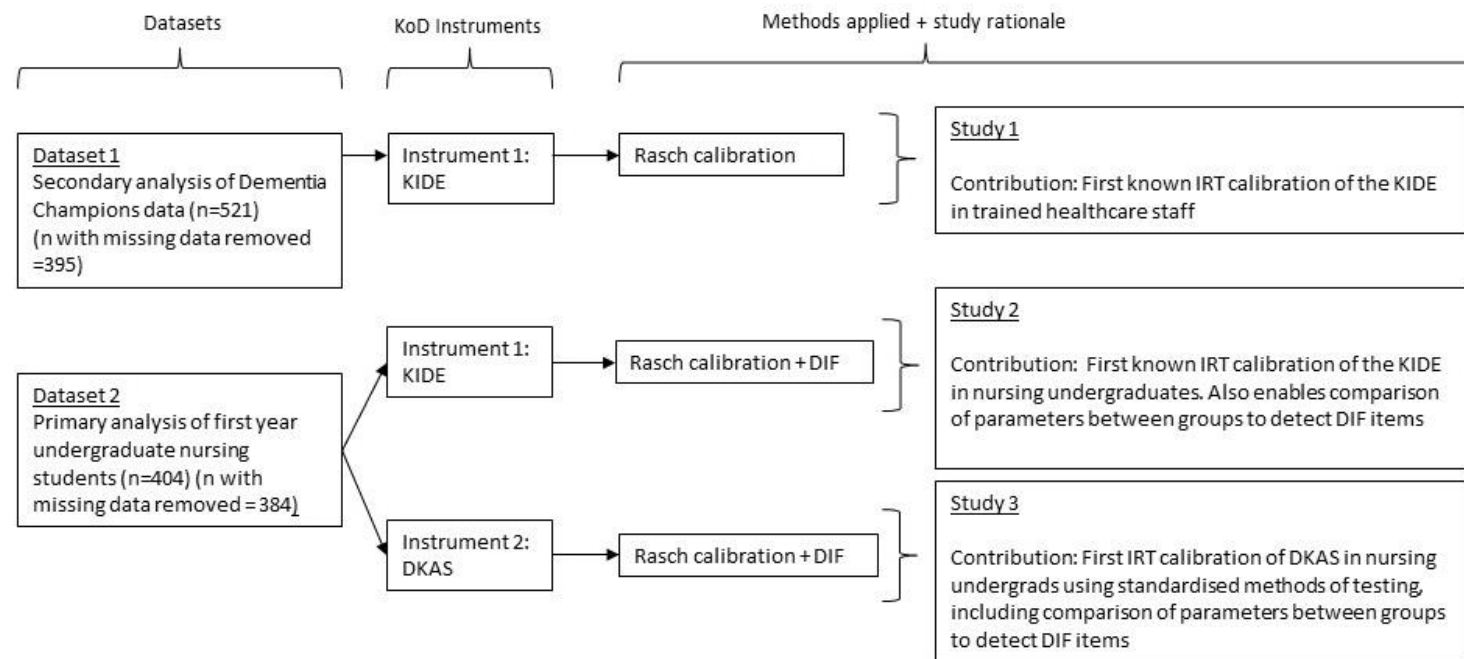 Datasets
KoD Instruments
Methods applied + study rationale
Dataset 1
Secondary analysis of Dementia
Champions data (n=521)
(n with missing data removed
=395)
Instrument 1:
KIDE
Rasch calibration
Study 1
Contribution: First known IRT calibration of the KIDE
in trained healthcare staff
Dataset 2
Primary analysis of first year
undergraduate nursing
students (n=404) (n with
missing data removed = 384)
Instrument 1:
KIDE
Rasch calibration + DIF
Study 2
Contribution: First known IRT calibration of the KIDE
in nursing undergraduates. Also enables comparison
of parameters between groups to detect DIF items
Instrument 2:
DKAS
Rasch calibration + DIF
Study 3
Contribution: First IRT calibration of DKAS in nursing
undergrads using standardised methods of testing,
including comparison of parameters between groups
to detect DIF items